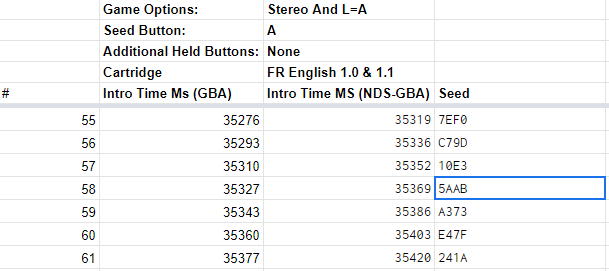 Game Options: Stereo And L=A
Seed Button: A
Additional Held Buttons: None
Cartridge FR English 1.0 & 1.1
# Intro Time Ms (GBA) Intro Time MS (NDS-GBA) Seed
55 35276 35319 7EF0
56 35293 35336 C79D
57 35310 35352 10E3
58 35327 35369 5AAB
59 35343 35386 A373
60 35360 35403 E47F
61 35377 35420 241A